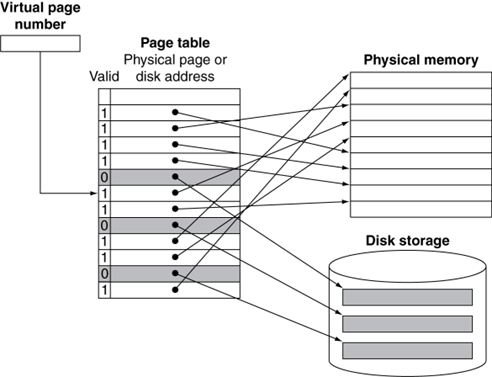 Virtual page
number
Page table
Physical page or
Valid disk address
Physical memory
1
1
1
1
0
1
1
0
1
1
0
1
Disk storage